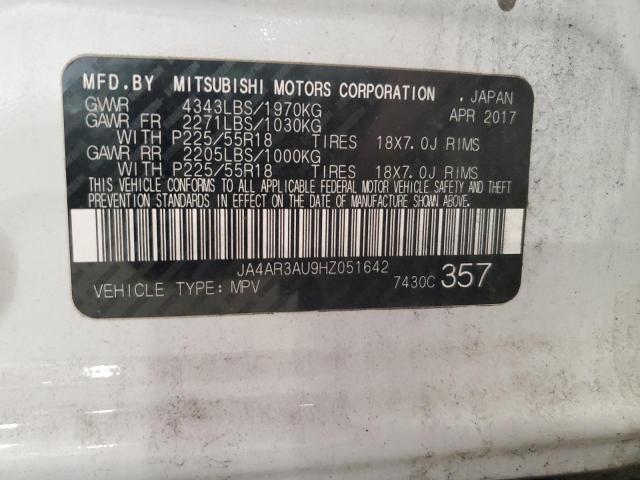 MFD.BY MITSUBISHI MOTORS CORPORATION . JAPAN
GVWR 4343LBS/1970KG APR 2017
GAWR FR 2271LBS/1030KG
WITH P225/55R18 TIRES 18X7.0J RIMS
GAWR RR 2205LBS/1000KG
WITH P225/55R18 TIRES 18X7.0J RIMS
THIS VEHICLE CONFORMS TO ALL APPLICABLE FEDERAL MOTOR VEHICLE SAFETY AND THEFT
PREVENTION STANDARDS IN EFFECT ON THE DATE OF MANUFACTURE SHOWN ABOVE.
JA4AR3AU9HZ051642
VEHICLE TYPE: MPV 7430C 357